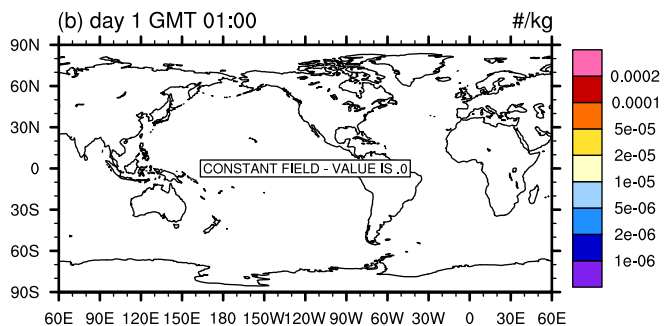 (b) day 1 GMT 01:00 #/kg
90N
60N
30N
0
30S
60S
90S
CONSTANT FIELD - VALUE IS .0
60E 90E 120E 150E 180 150W 120W 90W 60W 30W 0 30E 60E
0.0002
0.0001
5e-05
2e-05
1e-05
5e-06
2e-06
1e-06